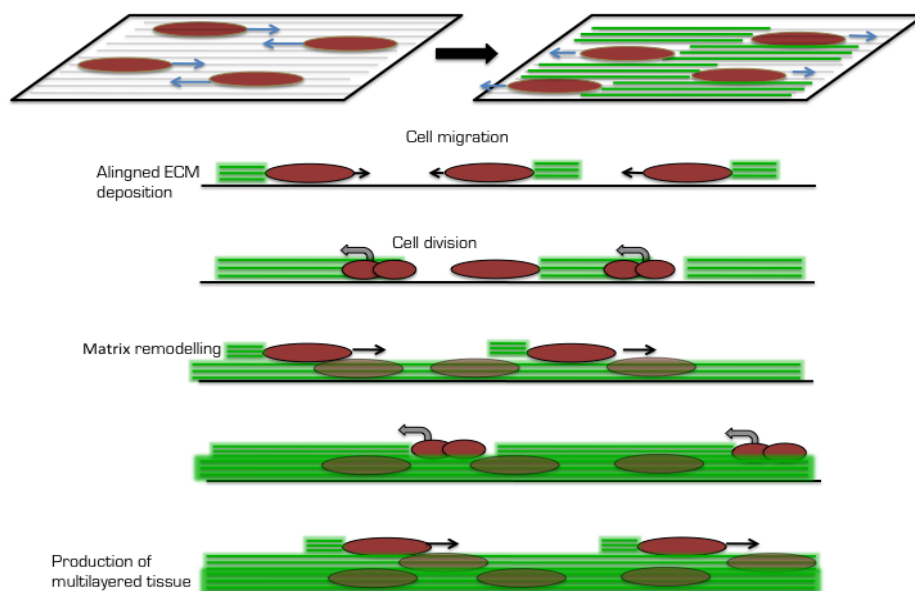 Cell migration
Alingned ECM
deposition
Cell division
Matrix remodelling
Production of
multilayered tissue